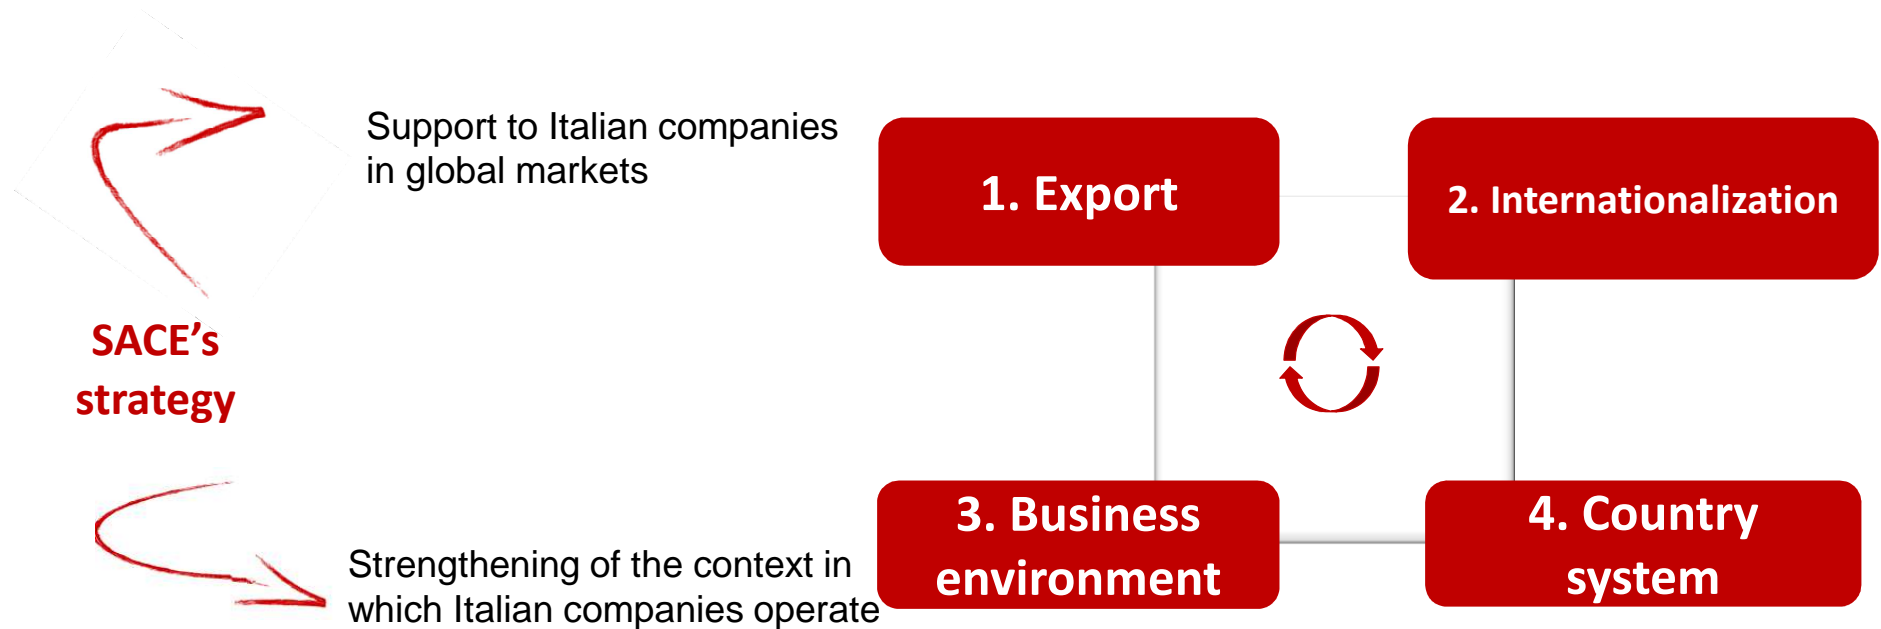 Support to Italian companies
in global markets
1. Export
2. Internationalization
SACE’s
strategy
Strengthening of the context in
which Italian companies operate
3. Business
environment
4. Country
system